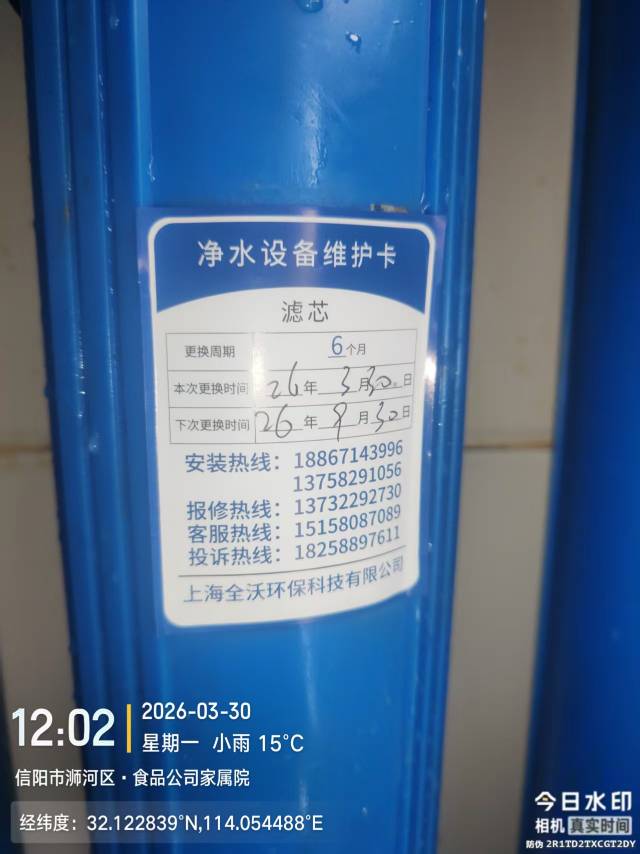 净水设备维护卡
滤芯
更换周期 6个月
本次更换时间 26年 3月30日
下次更换时间 26年 9月30日
安装热线：18867143996
13758291056
报修热线：13732292730
客服热线：15158087089
投诉热线：18258897611
上海全沃环保科技有限公司
12:02
2026-03-30
星期一 小雨 15°C
信阳市浉河区·食品公司家属院
经纬度：32.122839°N,114.054488°E
今日水印
相机 真实时间
防伪 2R1TD2TXCGT2DY